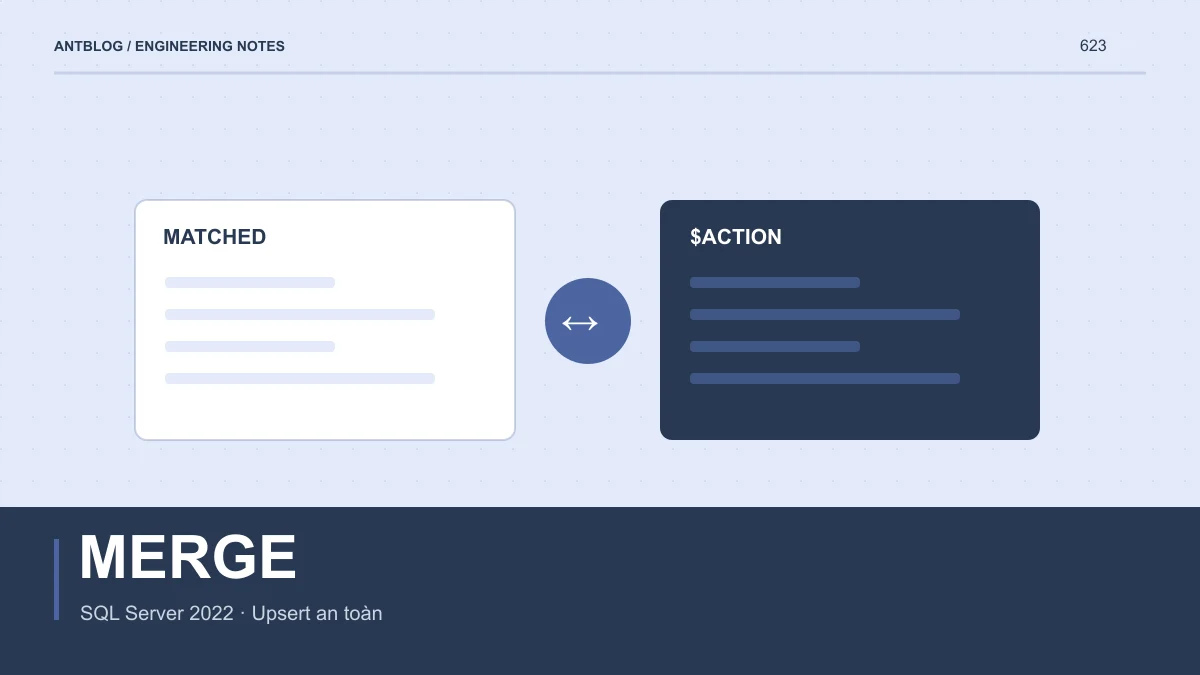 ANTBLOG / ENGINEERING NOTES
623
MATCHED
$ACTION
↔
MERGE
SQL Server 2022 · Upsert an toàn